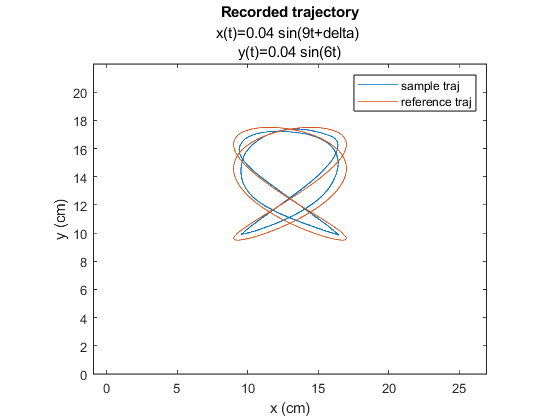 Recorded trajectory
x(t)=0.04 sin(9t+delta)
y(t)=0.04 sin(6t)
sample traj
reference traj
20
18
16
14
12
10
8
6
4
2
0
y (cm)
0 5 10 15 20 25
x (cm)